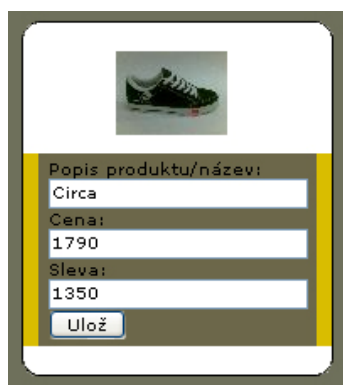 Popis produktu/název:
Circa
Cena:
1790
Sleva:
1350
Ulož